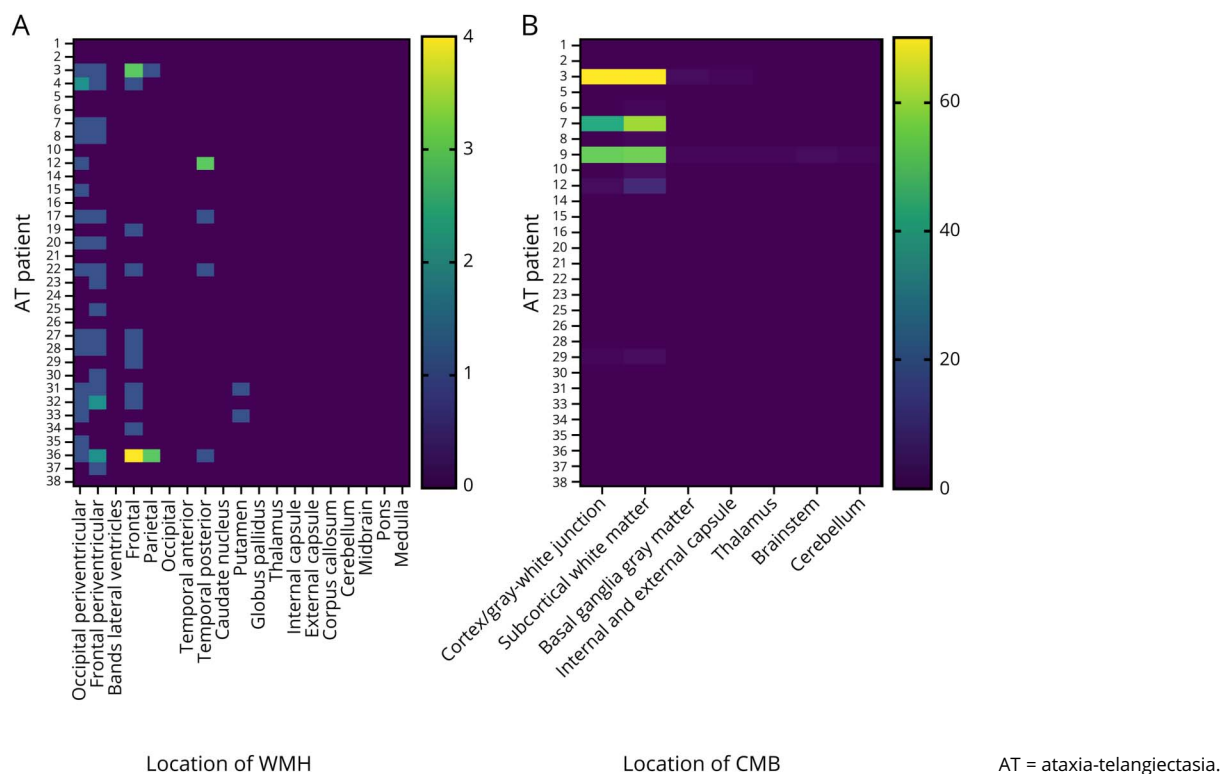 A
AT patient
1
2
3
4
5
6
7
8
10
12
14
15
17
19
20
21
22
23
24
25
26
27
28
29
30
31
32
33
34
35
36
37
38
4
3
2
1
0
Occipital periventricular
Frontal periventricular
Bands lateral ventricles
Frontal
Parietal
Occipital
Temporal anterior
Temporal posterior
Caudate nucleus
Putamen
Globus pallidus
Thalamus
Internal capsule
External capsule
Corpus callosum
Cerebellum
Midbrain
Pons
Medulla
Location of WMH
B
AT patient
1
2
3
5
6
7
8
9
10
12
14
15
16
20
21
22
23
25
26
28
29
30
31
33
34
35
36
37
38
60
40
20
0
Cortex/gray-white junction
Subcortical white matter
Basal ganglia gray matter
Internal and external capsule
Thalamus
Brainstem
Cerebellum
Location of CMB
AT = ataxia-telangiectasia.